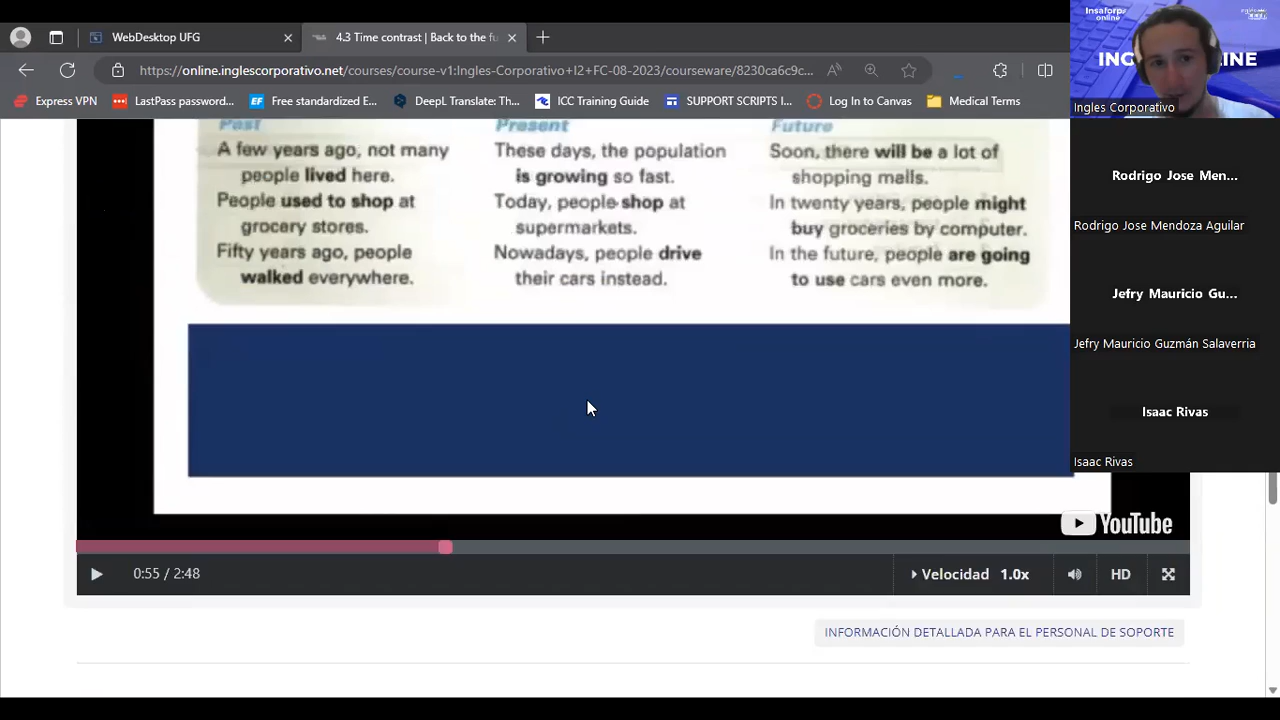 WebDesktop UFG
4.3 Time contrast | Back to the fu
https://online.inglescorporativo.net/courses/course-v1:Ingles-Corporativo+I2+FC-08-2023/courseware/8230ca6c9c...
Express VPN
LastPass password...
EF Free standardized E...
DeepL Translate: Th...
ICC Training Guide
SUPPORT SCRIPTS I...
Log In to Canvas
Medical Terms
Past
A few years ago, not many
people lived here.
People used to shop at
grocery stores.
Fifty years ago, people
walked everywhere.
Present
These days, the population
is growing so fast.
Today, people shop at
supermarkets.
Nowadays, people drive
their cars instead.
Future
Soon, there will be a lot of
shopping malls.
In twenty years, people might
buy groceries by computer.
In the future, people are going
to use cars even more.
YouTube
0:55 / 2:48
Velocidad 1.0x
HD
INFORMACIÓN DETALLADA PARA EL PERSONAL DE SOPORTE
Insaforp
online
ING
LINE
Ingles Corporativo
Rodrigo Jose Men...
Rodrigo Jose Mendoza Aguilar
Jefry Mauricio Gu...
Jefry Mauricio Guzmán Salaverria
Isaac Rivas
Isaac Rivas